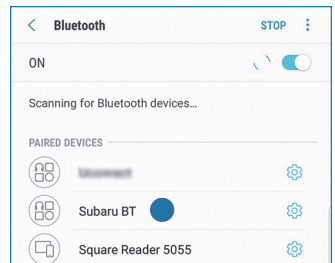 Bluetooth STOP
ON
Scanning for Bluetooth devices...
PAIRED DEVICES
Subaru BT
Square Reader 5055